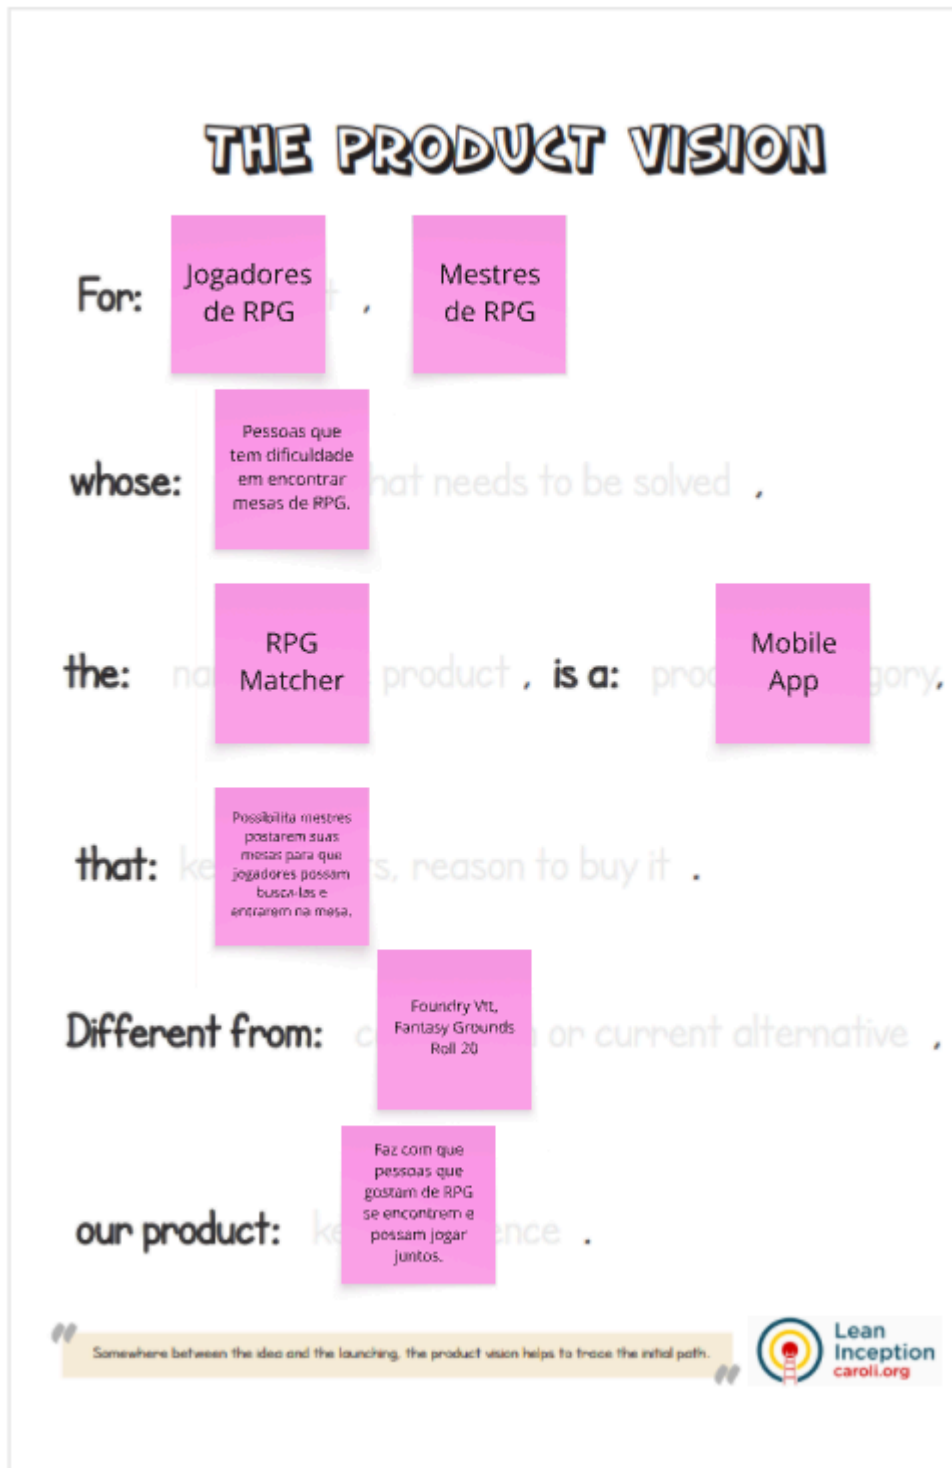 THE PRODUCT VISION
For:
Jogadores
de RPG
,
Mestres
de RPG
whose:
Pessoas que
tem dificuldade
em encontrar
mesas de RPG.
hat needs to be solved ,
the:
RPG
Matcher
product , is a:
Mobile
App
gory,
that:
Possibilita mestres
postarem suas
mesas para que
jogadores possam
busca-las e
entrarem na mesa.
s, reason to buy it .
Different from:
Foundry Vtt,
Fantasy Grounds
Roll 20
or current alternative ,
our product:
Faz com que
pessoas que
gostam de RPG
se encontrem e
possam jogar
juntos.
ence .
Somewhere between the idea and the launching, the product vision helps to trace the initial path.
Lean
Inception
caroli.org